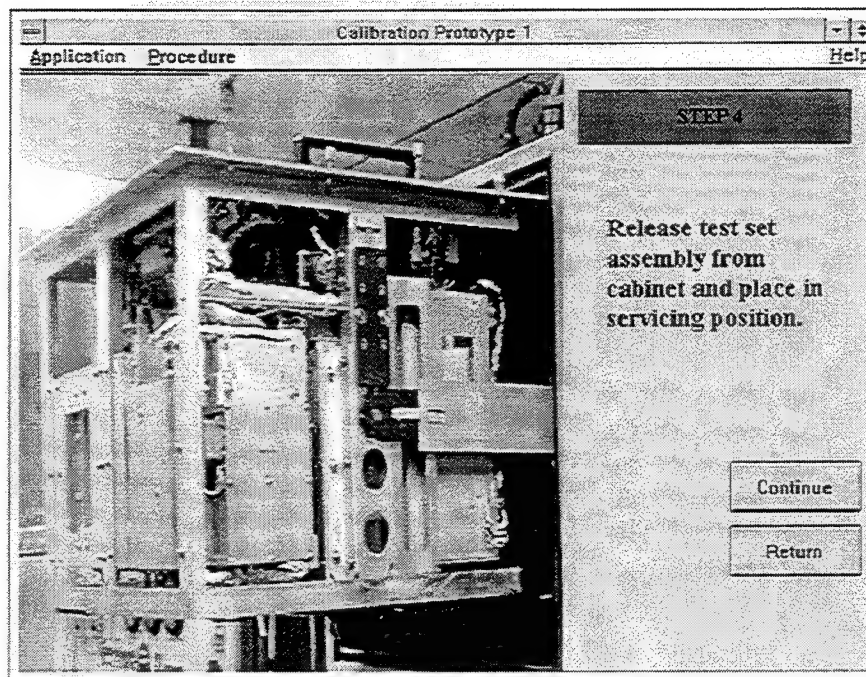 Calibration Prototype 1
Application Procedure Help
STEP 4
Release test set
assembly from
cabinet and place in
servicing position.
Continue
Return